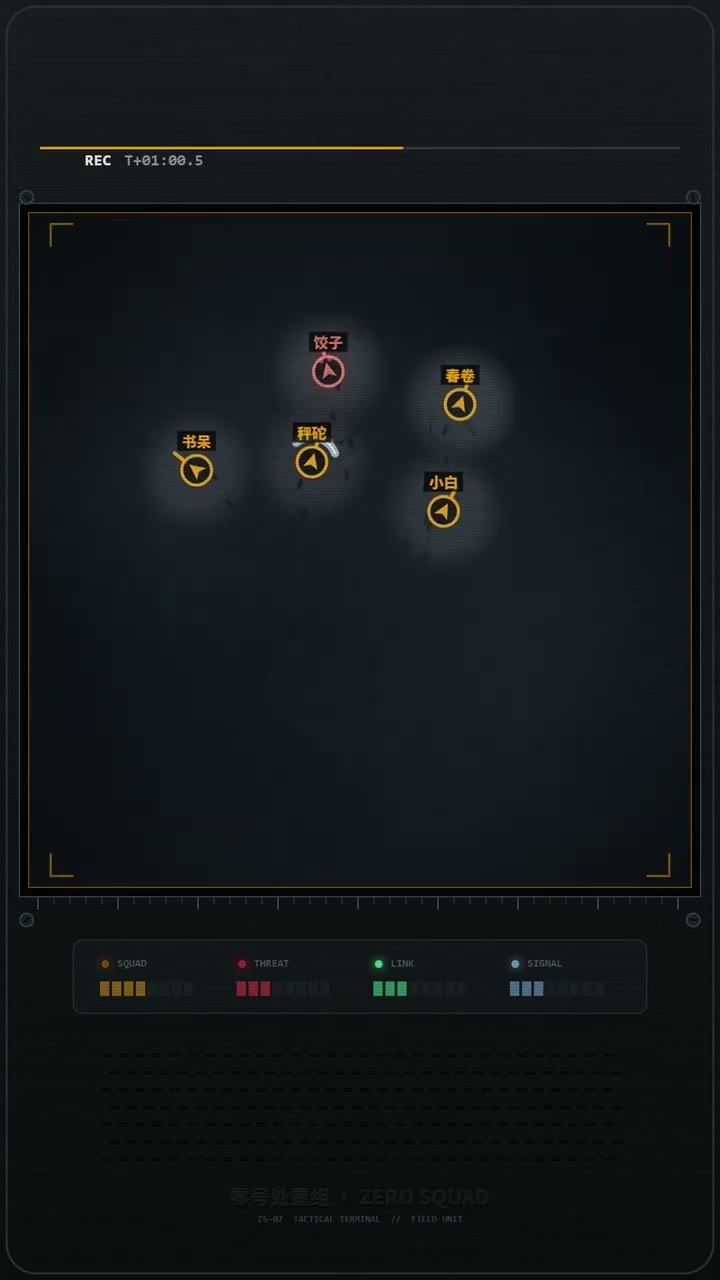 REC T+01:00.5
饺子
春卷
秤砣
书呆
小白
SQUAD THREAT LINK SIGNAL
零号处置组 · ZERO SQUAD
ZS-07 TACTICAL TERMINAL // FIELD UNIT